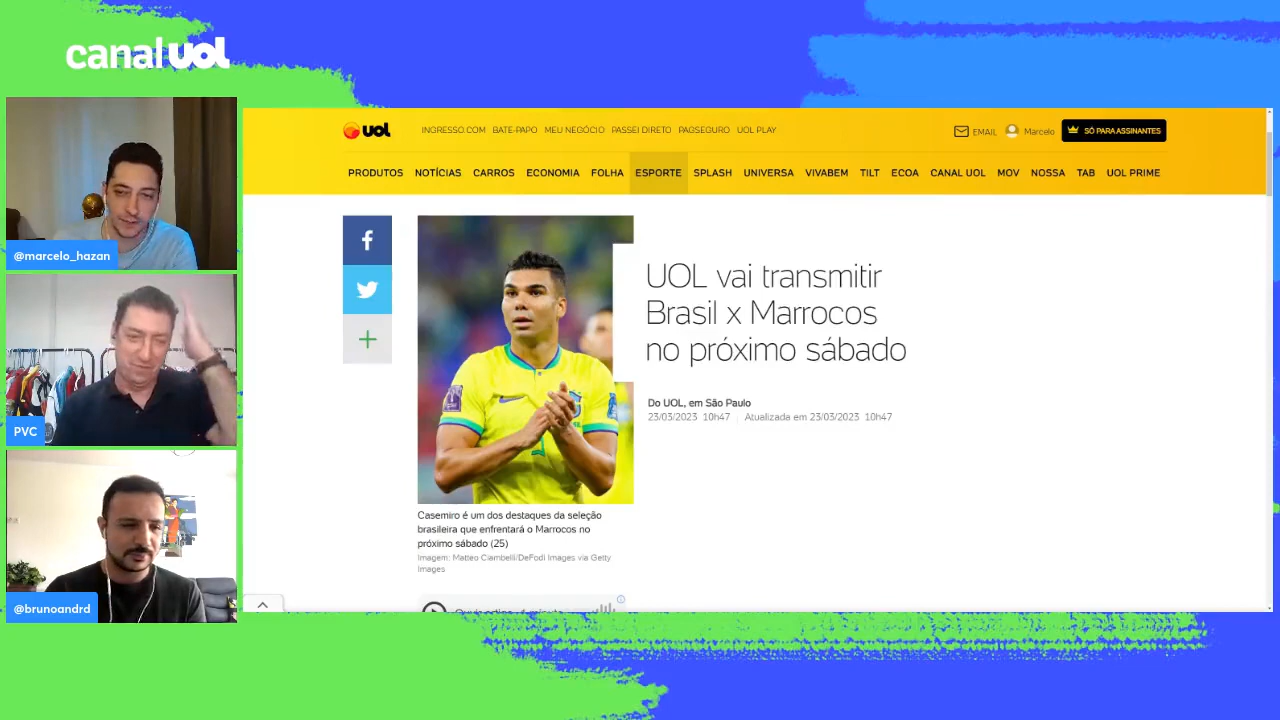 canal uol
@marcelo_hazan
PVC
@brunoandrd
uol
INGRESSO.COM BATE-PAPO MEU NEGÓCIO PASSEI DIRETO PAGSEGURO UOL PLAY
EMAIL Marcelo SÓ PARA ASSINANTES
PRODUTOS NOTÍCIAS CARROS ECONOMIA FOLHA ESPORTE SPLASH UNIVERSA VIVABEM TILT ECOA CANAL UOL MOV NOSSA TAB UOL PRIME
UOL vai transmitir
Brasil x Marrocos
no próximo sábado
Do UOL, em São Paulo
23/03/2023 10h47 | Atualizada em 23/03/2023 10h47
Casemiro é um dos destaques da seleção
brasileira que enfrentará o Marrocos no
próximo sábado (25)
Imagem: Matteo Ciambelli/DeFodi Images via Getty
Images